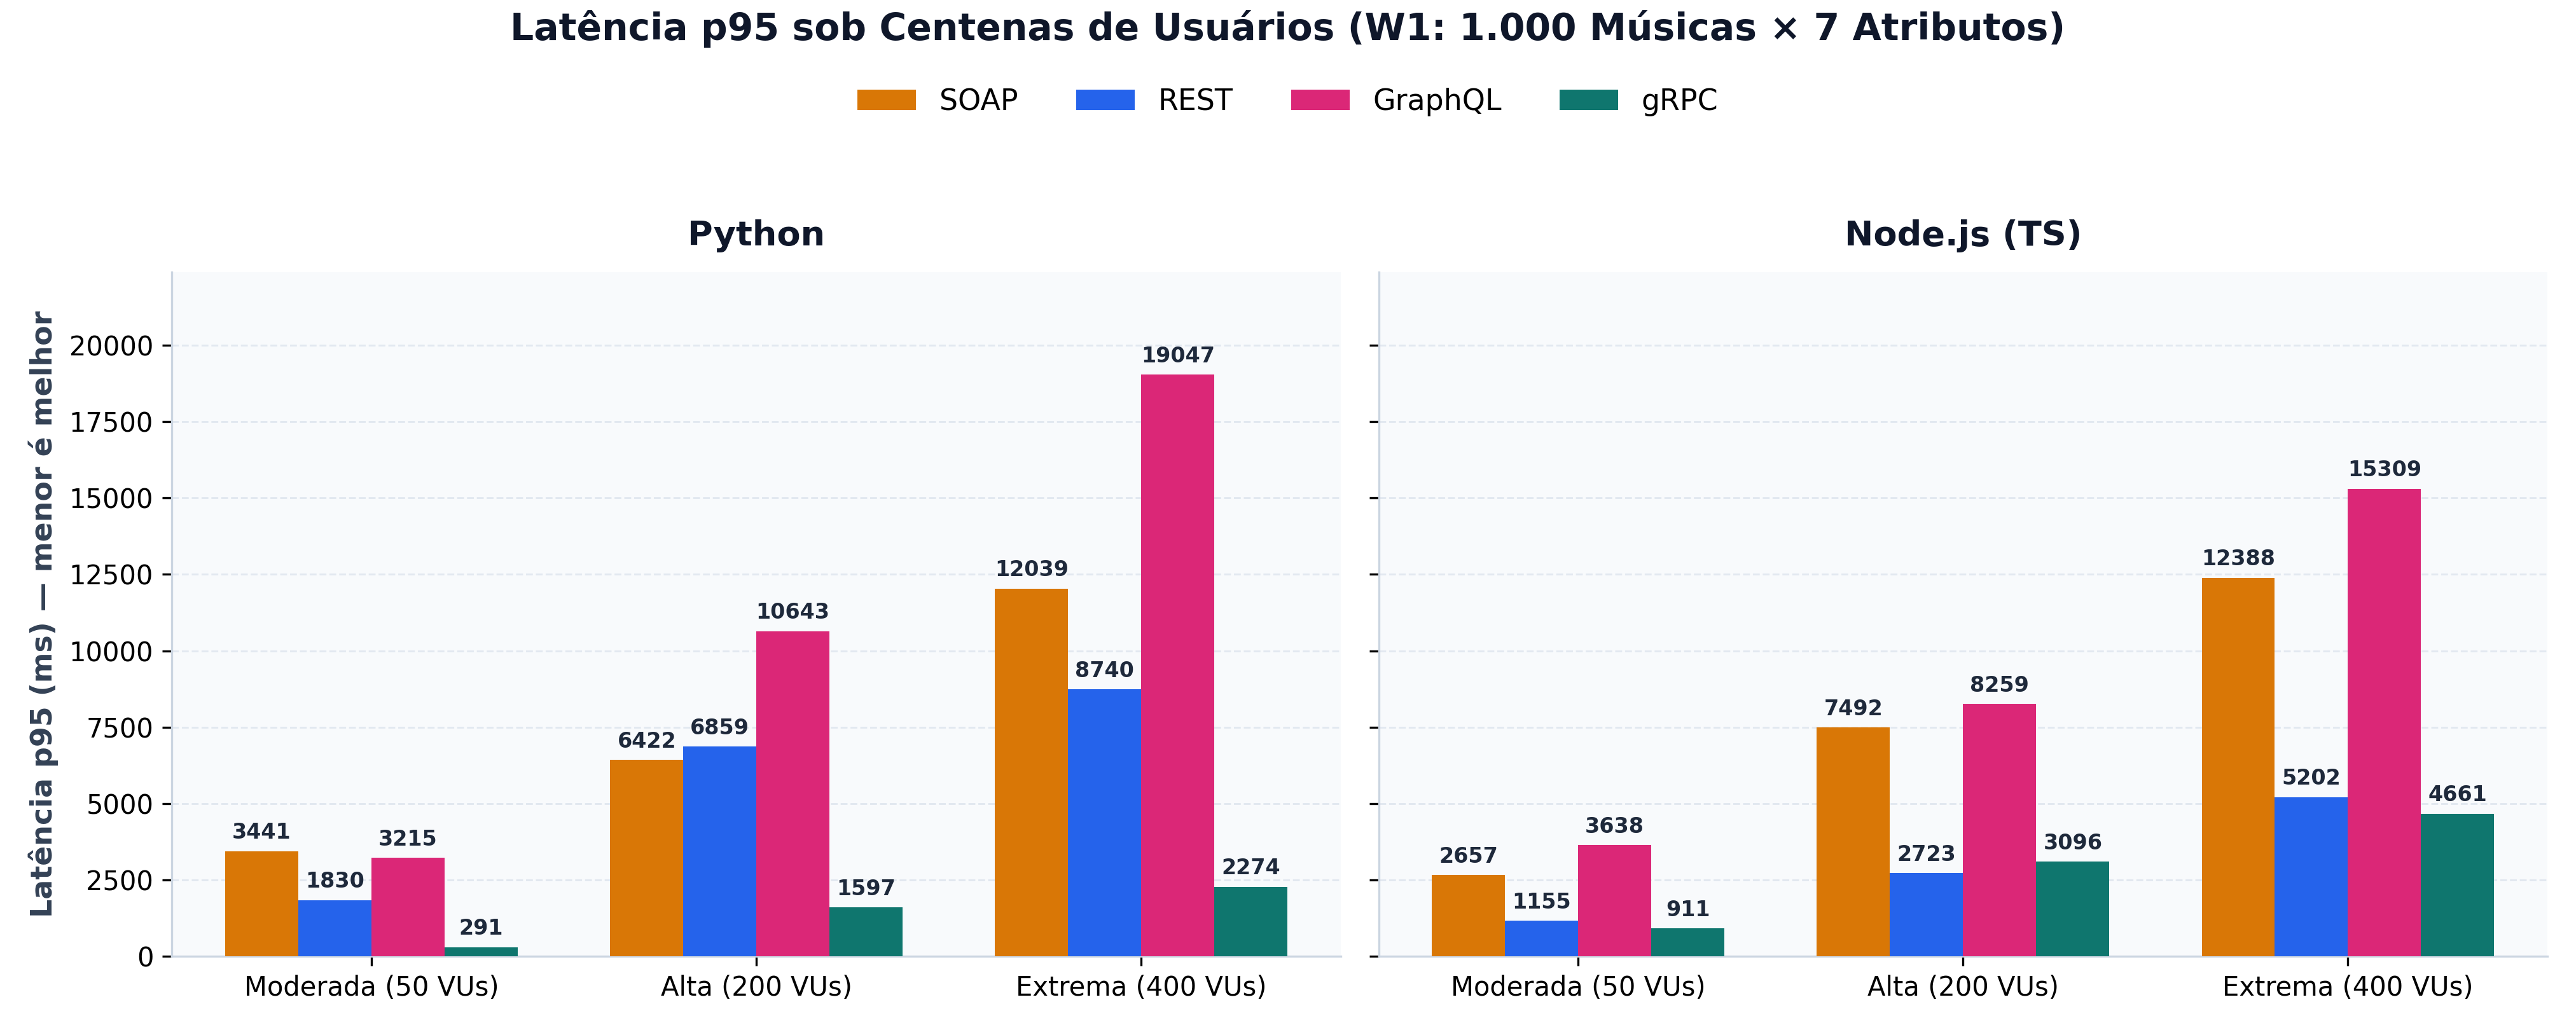 Latência p95 sob Centenas de Usuários (W1: 1.000 Músicas × 7 Atributos)
SOAP REST GraphQL gRPC
Python
Latência p95 (ms) — menor é melhor
20000
17500
15000
12500
10000
7500
5000
2500
0
3441 1830 3215 291
6422 6859 10643 1597
12039 8740 19047 2274
Moderada (50 VUs) Alta (200 VUs) Extrema (400 VUs)
Node.js (TS)
2657 1155 3638 911
7492 2723 8259 3096
12388 5202 15309 4661
Moderada (50 VUs) Alta (200 VUs) Extrema (400 VUs)